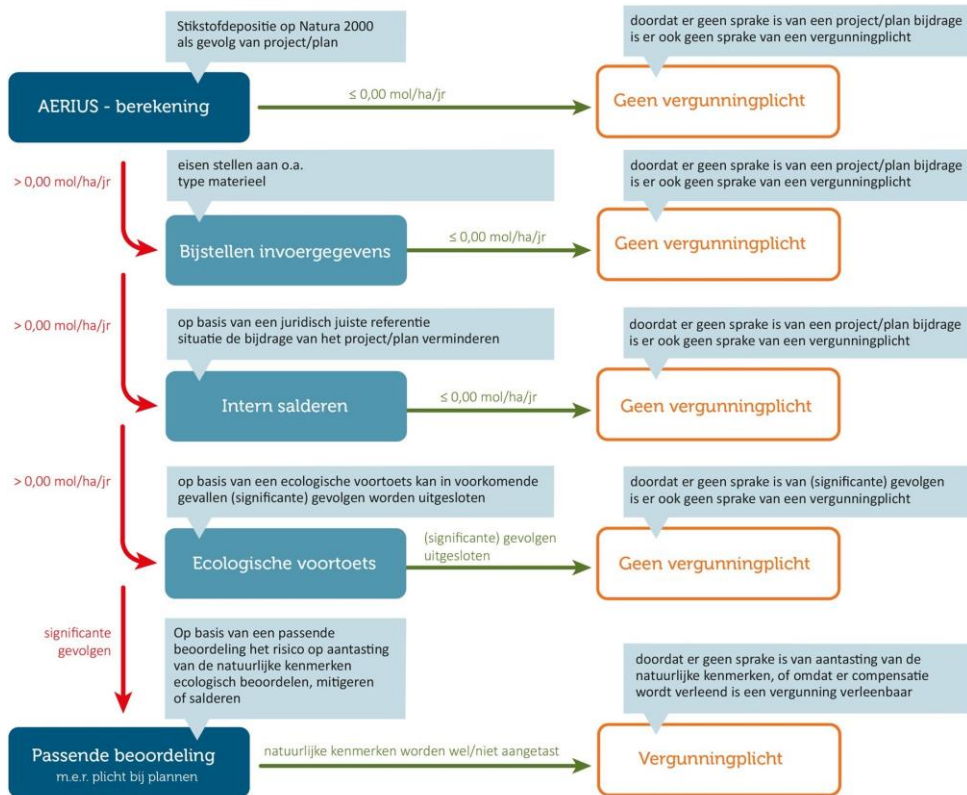 Stikstofdepositie op Natura 2000
als gevolg van project/plan
doordat er geen sprake is van een project/plan bijdrage
is er ook geen sprake van een vergunningplicht
AERIUS - berekening
≤ 0,00 mol/ha/jr
Geen vergunningplicht
> 0,00 mol/ha/jr
eisen stellen aan o.a.
type materieel
doordat er geen sprake is van een project/plan bijdrage
is er ook geen sprake van een vergunningplicht
Bijstellen invoergegevens
≤ 0,00 mol/ha/jr
Geen vergunningplicht
> 0,00 mol/ha/jr
op basis van een juridisch juiste referentie
situatie de bijdrage van het project/plan verminderen
doordat er geen sprake is van een project/plan bijdrage
is er ook geen sprake van een vergunningplicht
Intern salderen
≤ 0,00 mol/ha/jr
Geen vergunningplicht
> 0,00 mol/ha/jr
op basis van een ecologische voortoets kan in voorkomende
gevallen (significante) gevolgen worden uitgesloten
doordat er geen sprake is van (significante) gevolgen
is er ook geen sprake van een vergunningplicht
Ecologische voortoets
(significante) gevolgen
uitgesloten
Geen vergunningplicht
significante
gevolgen
Op basis van een passende
beoordeling het risico op aantasting
van de natuurlijke kenmerken
ecologisch beoordelen, mitigeren
of salderen
doordat er geen sprake is van aantasting van de
natuurlijke kenmerken, of omdat er compensatie
wordt verleend is een vergunning verleenbaar
Passende beoordeling
m.e.r. plicht bij plannen
natuurlijke kenmerken worden wel/niet aangetast
Vergunningplicht